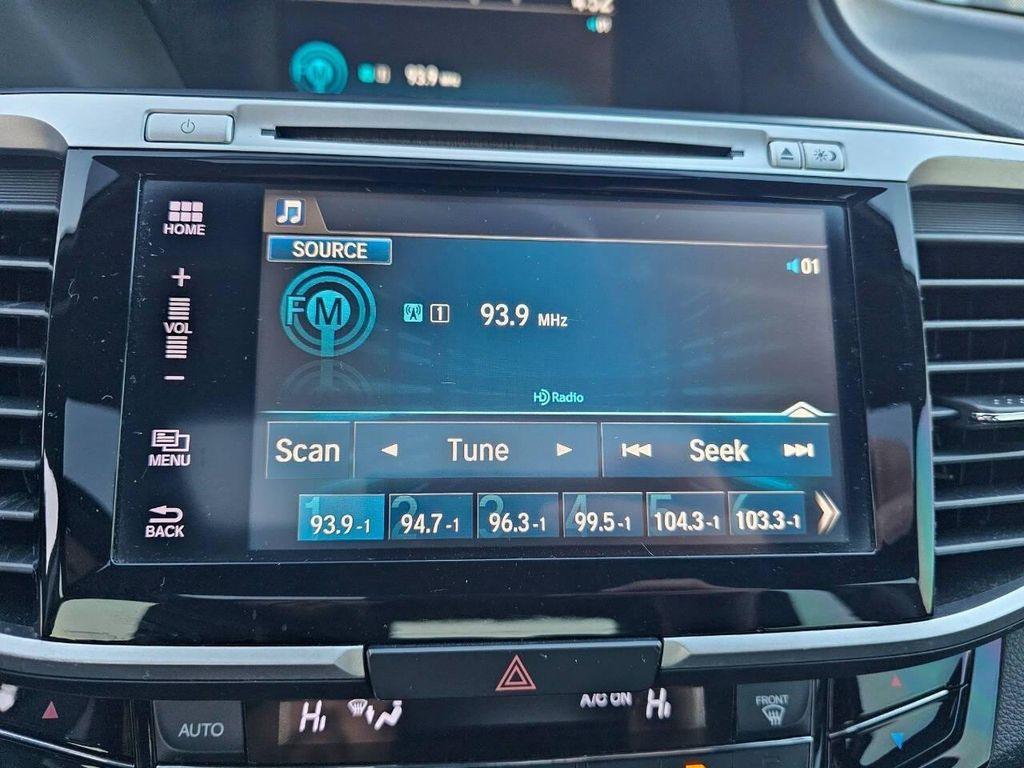 93.9 MHz
HOME
SOURCE
01
+
VOL
−
FM
1 93.9 MHz
HD Radio
MENU
Scan Tune Seek
BACK
1 93.9-1 2 94.7-1 3 96.3-1 4 99.5-1 5 104.3-1 6 103.3-1
AUTO HI A/C ON HI FRONT